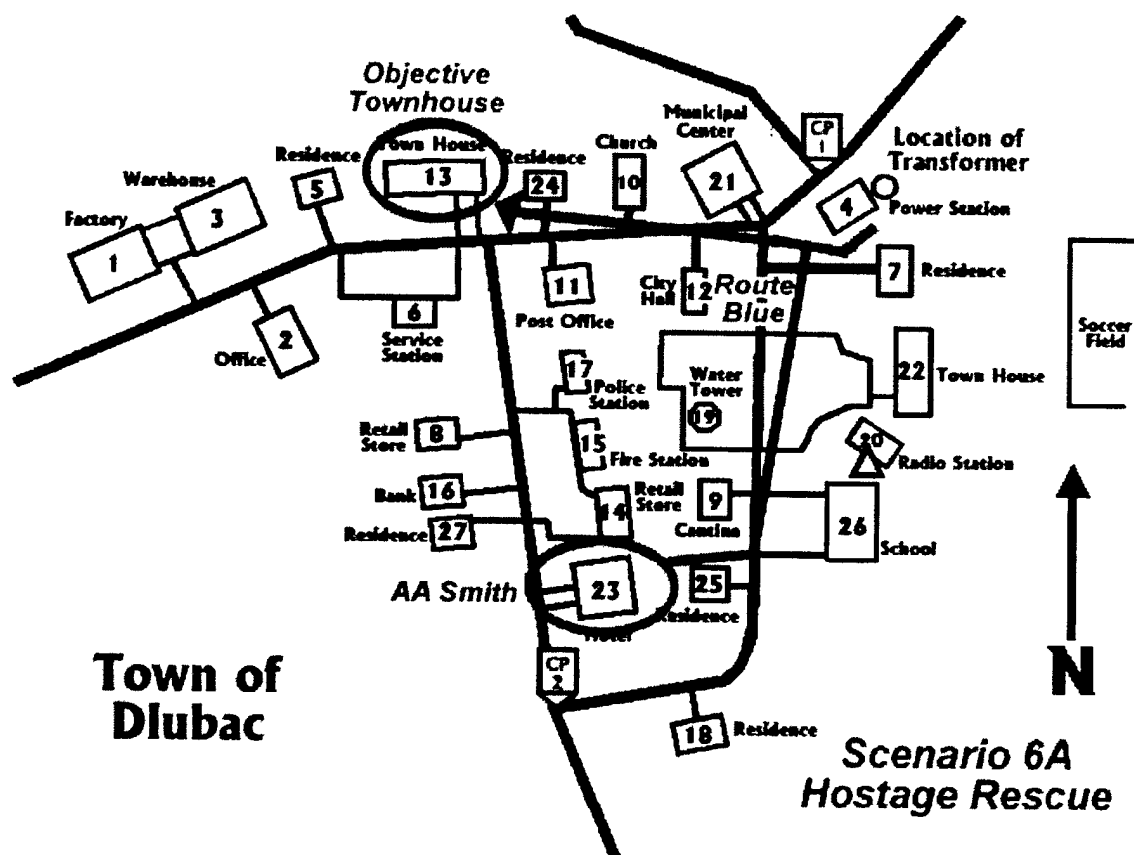 Objective
Townhouse
Municipal
Center
CP
1
Location of
Transformer
Church
Residence
Town House
Residence
Warehouse
5
13
24
10
21
4
Power Station
Factory
3
1
11
City
Hall
12
Route
Blue
7
Residence
6
Post Office
Service
Station
Office
2
Soccer
Field
17
Police
Station
Water
Tower
19
22
Town House
Retail
Store
8
15
Fire Station
20
Radio Station
Bank
16
14
Retail
Store
9
Cantina
26
School
Residence
27
AA Smith
23
25
Residence
Hotel
CP
2
N
Town of
Dlubac
18
Residence
Scenario 6A
Hostage Rescue